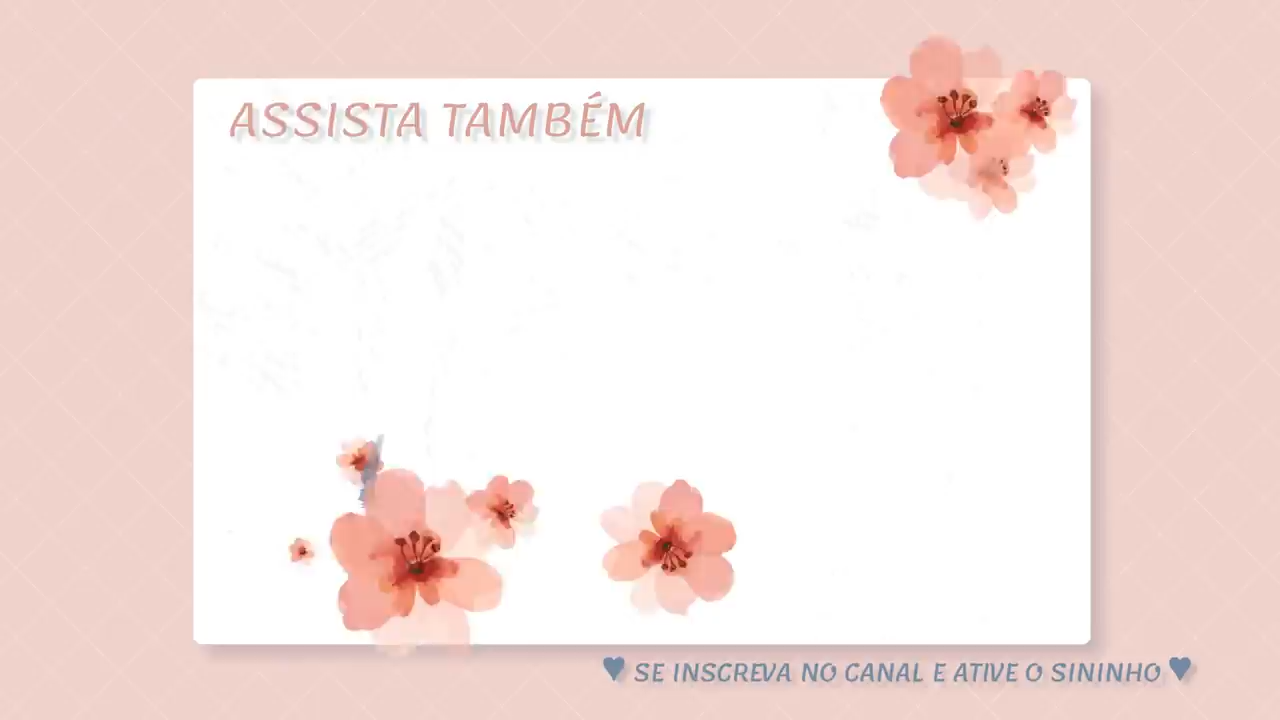 ASSISTA TAMBÉM
♥ SE INSCREVA NO CANAL E ATIVE O SININHO ♥